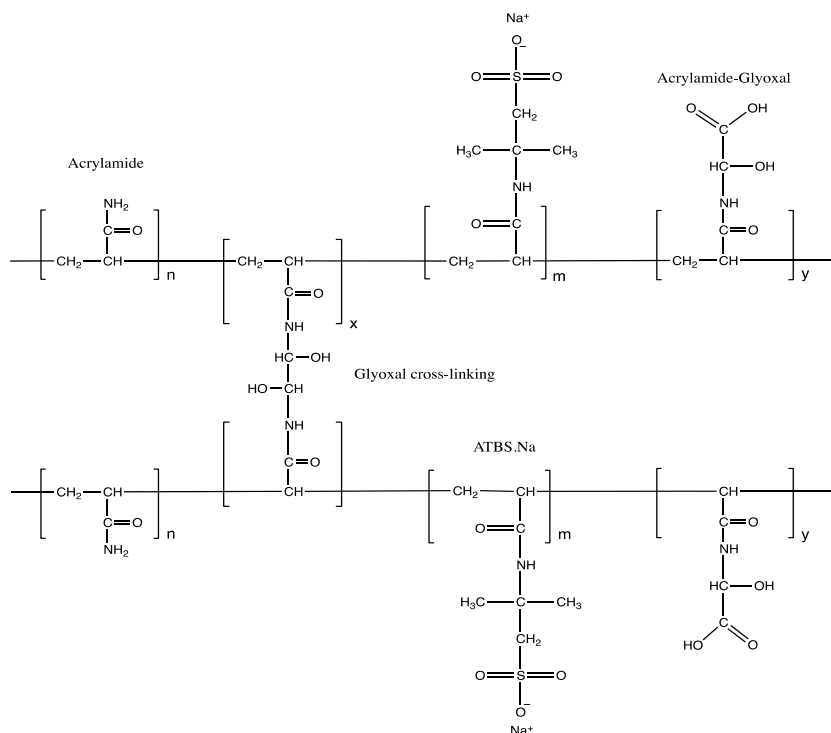 Na⁺
O⁻
O=S=O
Acrylamide-Glyoxal
CH₂
O OH
C
Acrylamide
H₃C—C—CH₃
HC—OH
NH₂
NH
NH
C=O
O=C
C=O
CH₂—CH
n
CH₂—CH
CH₂—CH
m
CH₂—CH
y
C=O
x
NH
HC—OH
Glyoxal cross-linking
HO—CH
NH
ATBS.Na
C=O
CH₂—CH
CH
CH₂—CH
CH
C=O
n
O=C
m
C=O
y
NH₂
NH
NH
H₃C—C—CH₃
HC—OH
CH₂
C
HO O
O=S=O
O⁻
Na⁺